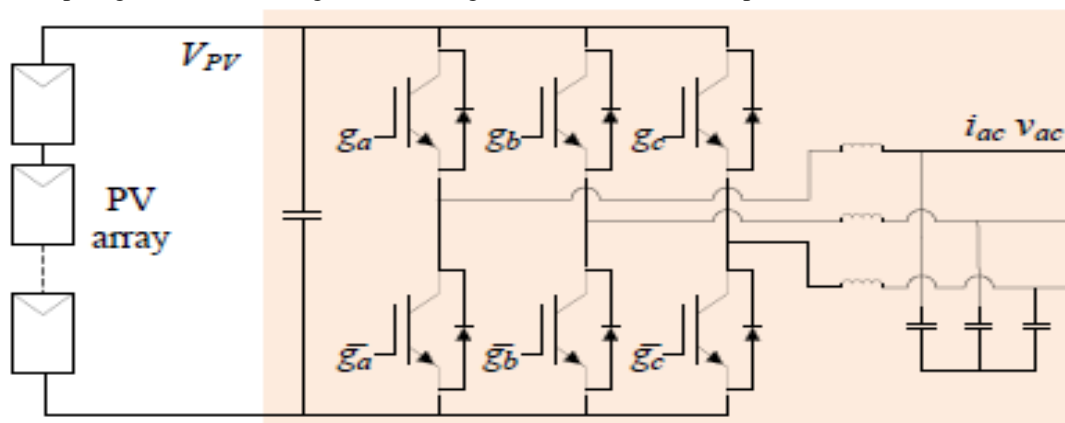 V_PV
g_a
g_b
g_c
i_ac v_ac
PV
array
g̅_a
g̅_b
g̅_c